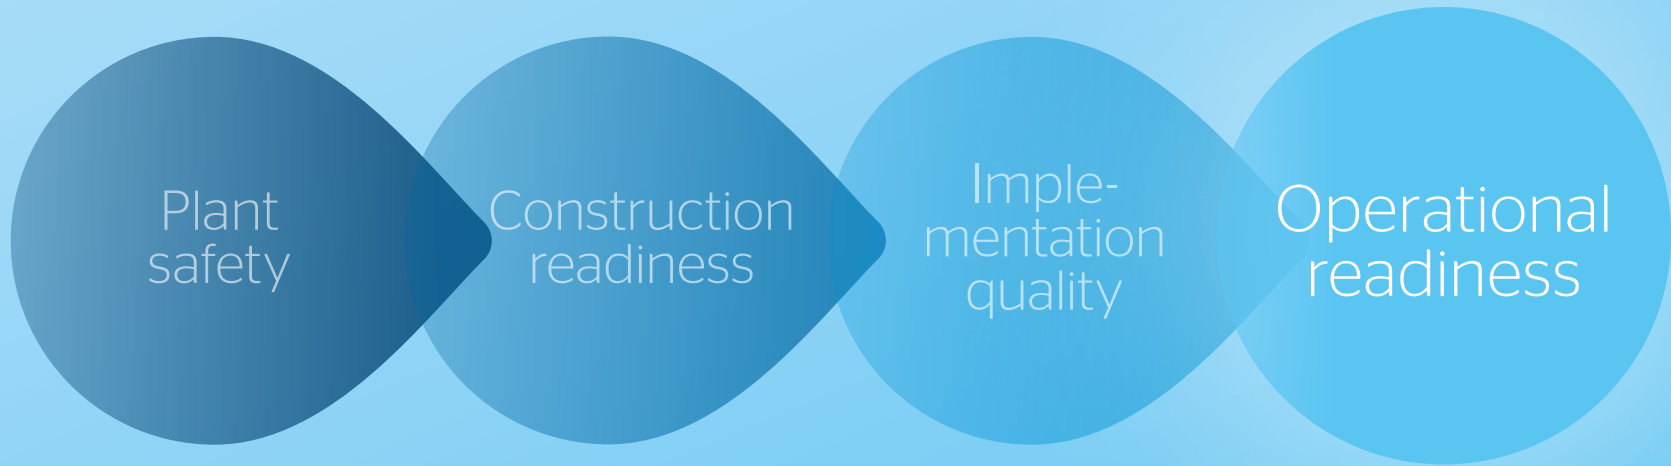 Plant
safety
Construction
readiness
Imple-
mentation
quality
Operational
readiness